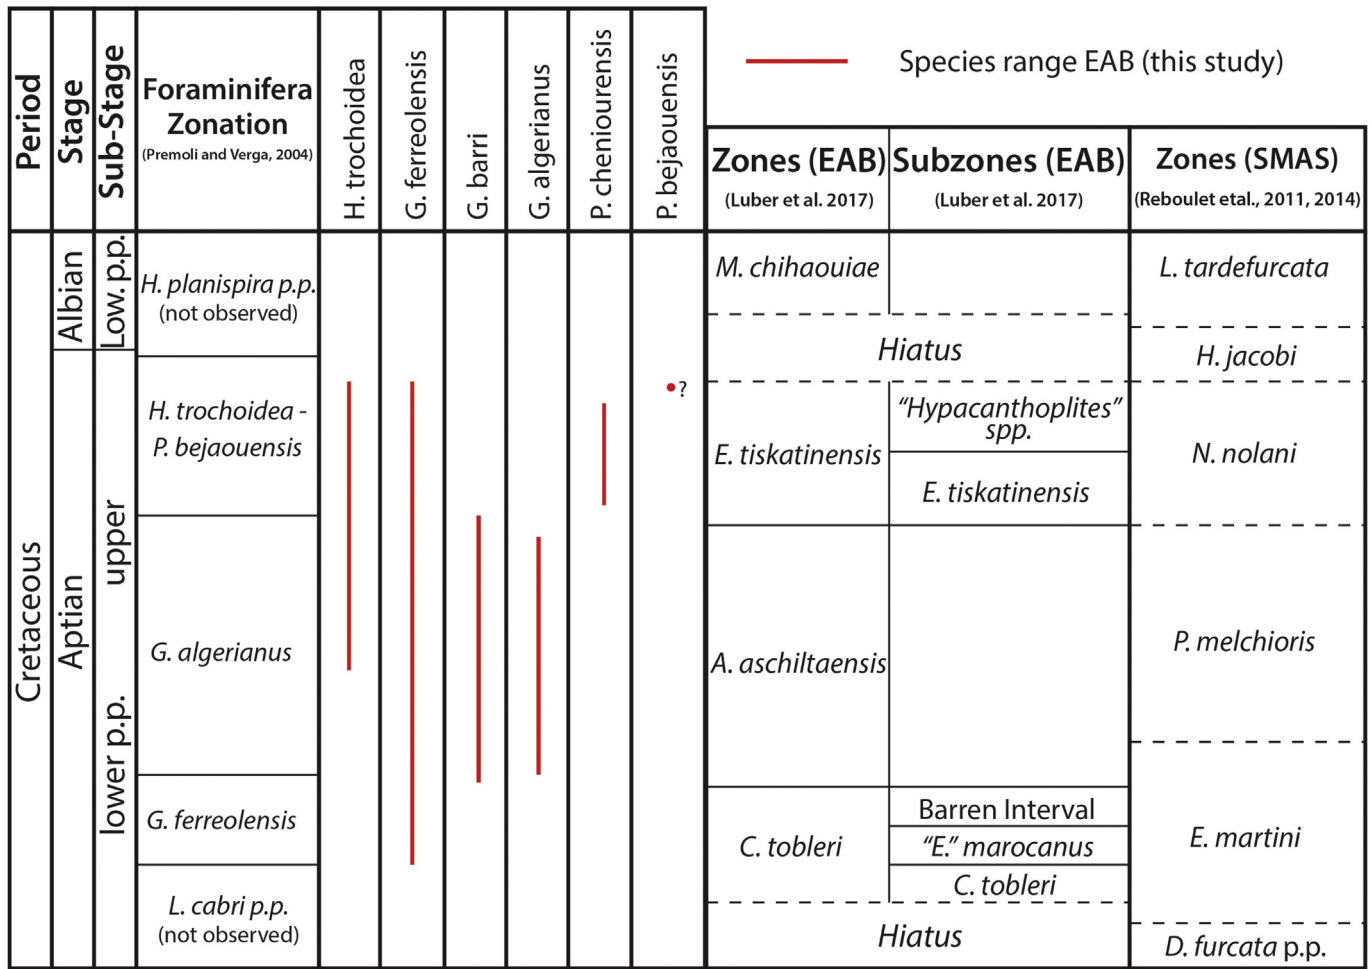 Species range EAB (this study)
Period
Stage
Sub-Stage
Foraminifera
Zonation
(Premoli and Verga, 2004)
H. trochoidea
G. ferreolensis
G. barri
G. algerianus
P. cheniourensis
P. bejaouensis
Zones (EAB)
(Luber et al. 2017)
Subzones (EAB)
(Luber et al. 2017)
Zones (SMAS)
(Reboulet etal., 2011, 2014)
Cretaceous
Albian
Aptian
Low. p.p.
upper
lower p.p.
H. planispira p.p.
(not observed)
H. trochoidea -
P. bejaouensis
G. algerianus
G. ferreolensis
L. cabri p.p.
(not observed)
?
M. chihaouiae
Hiatus
E. tiskatinensis
A. aschiltaensis
C. tobleri
Hiatus
“Hypacanthoplites”
spp.
E. tiskatinensis
Barren Interval
“E.” marocanus
C. tobleri
L. tardefurcata
H. jacobi
N. nolani
P. melchioris
E. martini
D. furcata p.p.